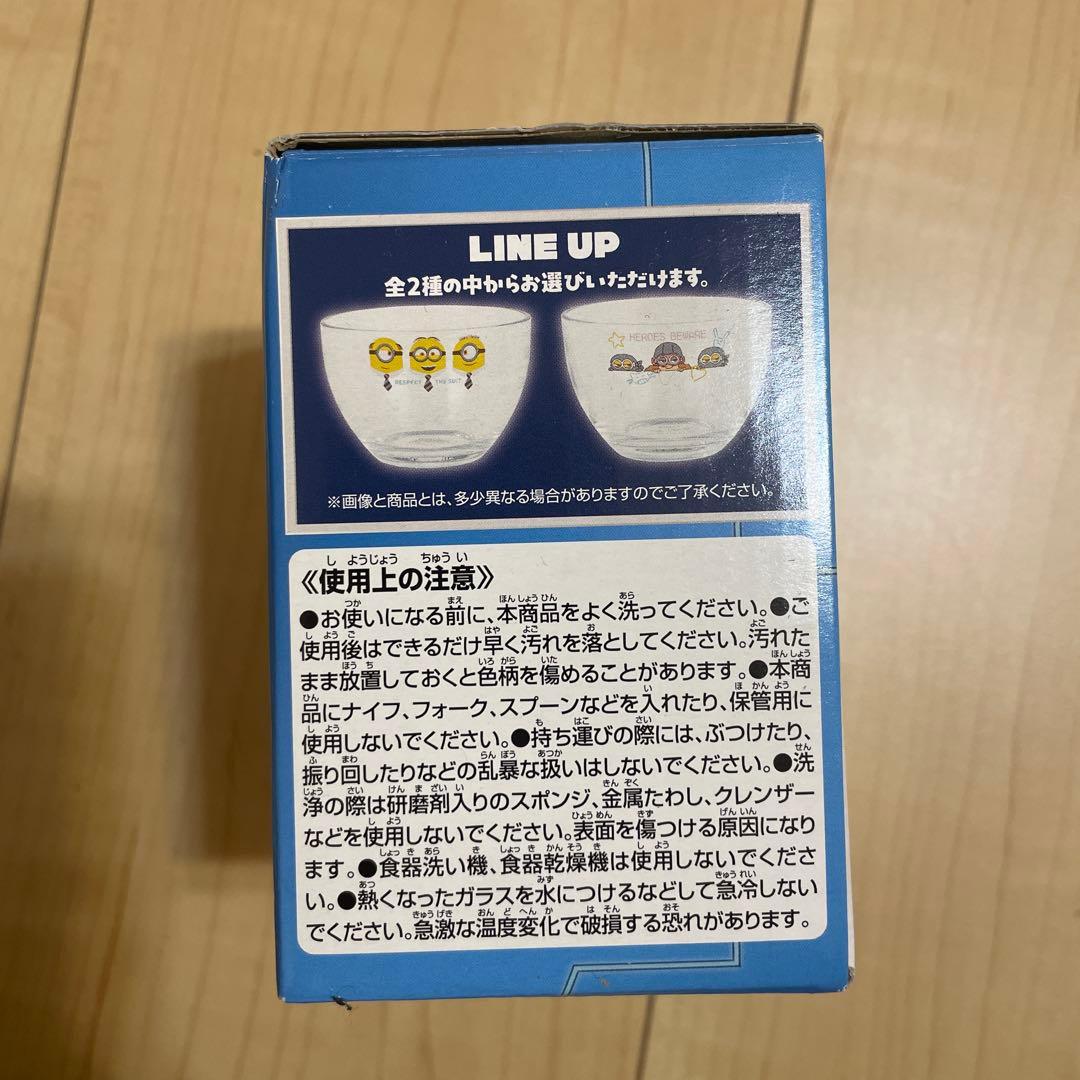 LINE UP
全2種の中からお選びいただけます。
RESPECT THE SUIT
HEROES BEWARE
※画像と商品とは、多少異なる場合がありますのでご了承ください。
《使用上の注意》
●お使いになる前に、本商品をよく洗ってください。●ご
使用後はできるだけ早く汚れを落としてください。汚れた
まま放置しておくと色柄を傷めることがあります。●本商
品にナイフ、フォーク、スプーンなどを入れたり、保管用に
使用しないでください。●持ち運びの際には、ぶつけたり、
振り回したりなどの乱暴な扱いはしないでください。●洗
浄の際は研磨剤入りのスポンジ、金属たわし、クレンザー
などを使用しないでください。表面を傷つける原因になり
ます。●食器洗い機、食器乾燥機は使用しないでくださ
い。●熱くなったガラスを水につけるなどして急冷しない
でください。急激な温度変化で破損する恐れがあります。